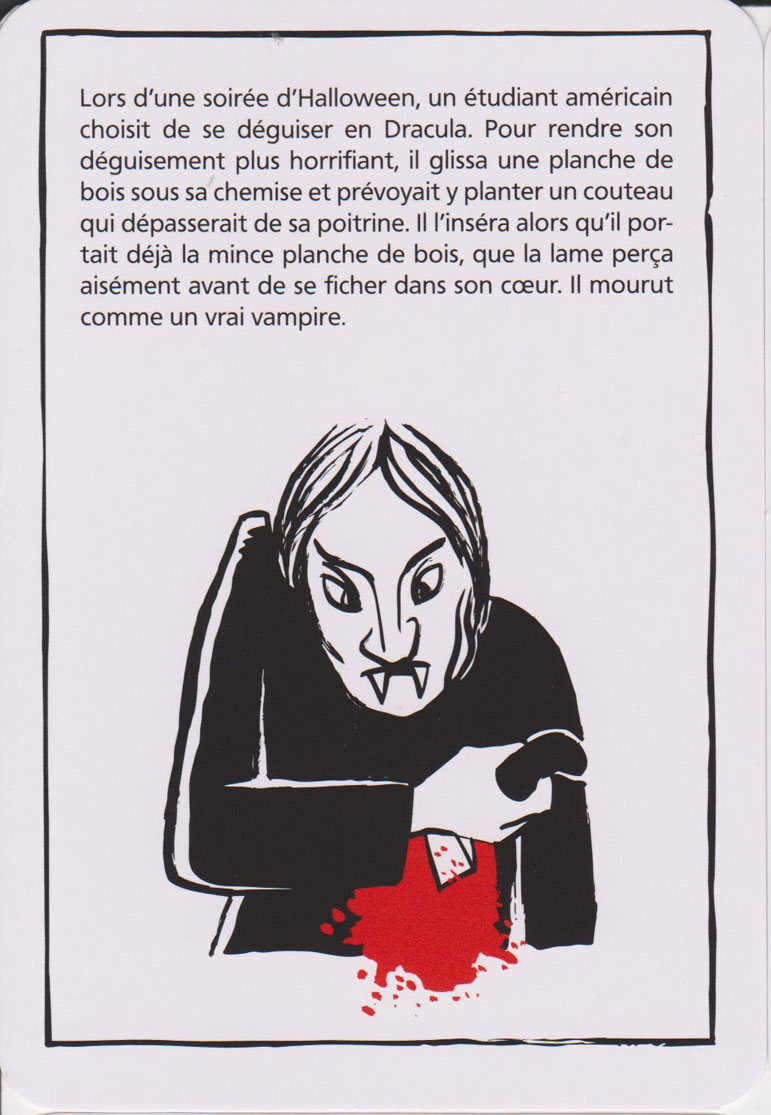 Lors d'une soirée d'Halloween, un étudiant américain
choisit de se déguiser en Dracula. Pour rendre son
déguisement plus horrifiant, il glissa une planche de
bois sous sa chemise et prévoyait y planter un couteau
qui dépasserait de sa poitrine. Il l'inséra alors qu'il por-
tait déjà la mince planche de bois, que la lame perça
aisément avant de se ficher dans son cœur. Il mourut
comme un vrai vampire.